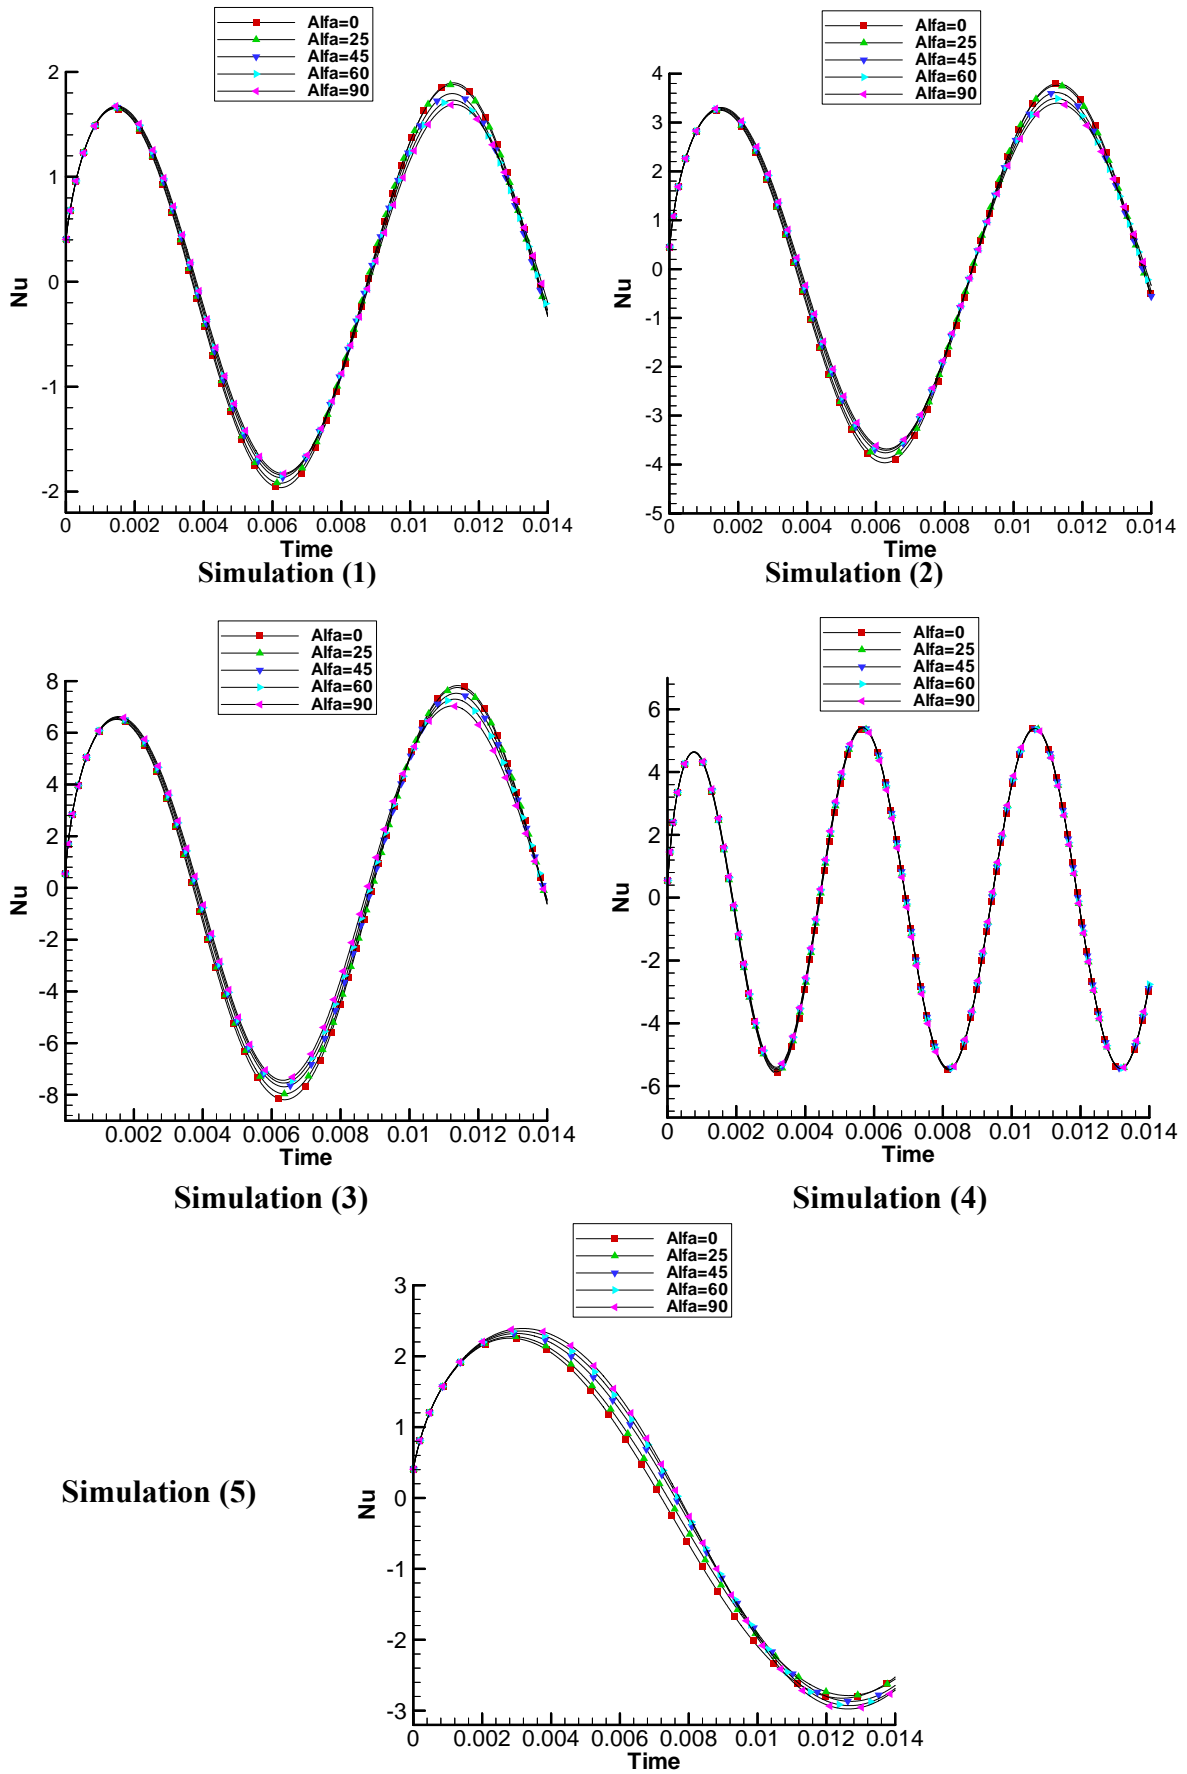 Alfa=0
Alfa=25
Alfa=45
Alfa=60
Alfa=90
2
1
0
-1
-2
Nu
0 0.002 0.004 0.006 0.008 0.01 0.012 0.014
Time
Simulation (1)
Alfa=0
Alfa=25
Alfa=45
Alfa=60
Alfa=90
4
3
2
1
0
-1
-2
-3
-4
-5
Nu
0 0.002 0.004 0.006 0.008 0.01 0.012 0.014
Time
Simulation (2)
Alfa=0
Alfa=25
Alfa=45
Alfa=60
Alfa=90
8
6
4
2
0
-2
-4
-6
-8
Nu
0.002 0.004 0.006 0.008 0.01 0.012 0.014
Time
Simulation (3)
Alfa=0
Alfa=25
Alfa=45
Alfa=60
Alfa=90
6
4
2
0
-2
-4
-6
Nu
0 0.002 0.004 0.006 0.008 0.01 0.012 0.014
Time
Simulation (4)
Alfa=0
Alfa=25
Alfa=45
Alfa=60
Alfa=90
3
2
1
0
-1
-2
-3
Nu
0 0.002 0.004 0.006 0.008 0.01 0.012 0.014
Time
Simulation (5)